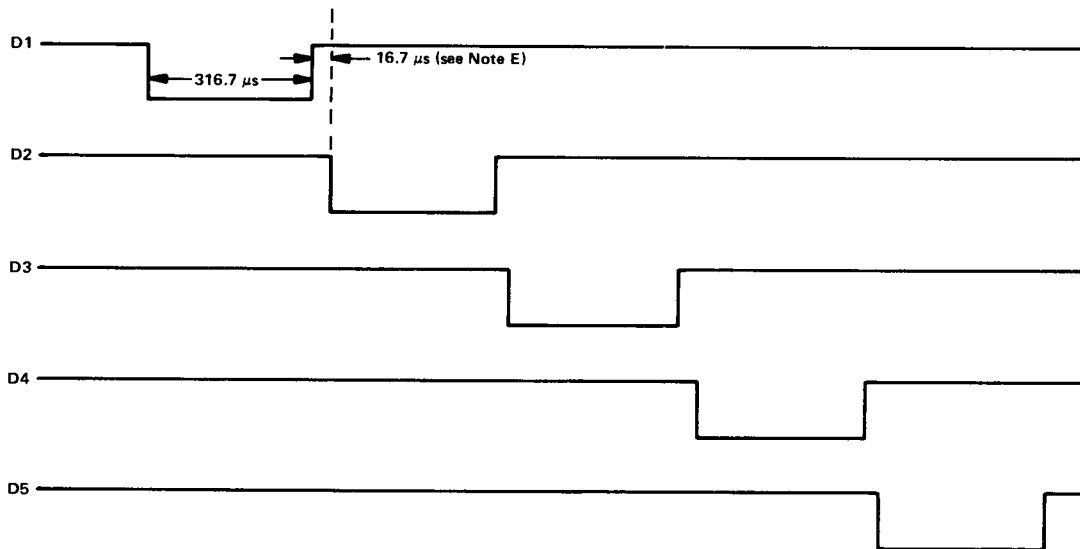 D1
16.7 μs (see Note E)
316.7 μs
D2
D3
D4
D5